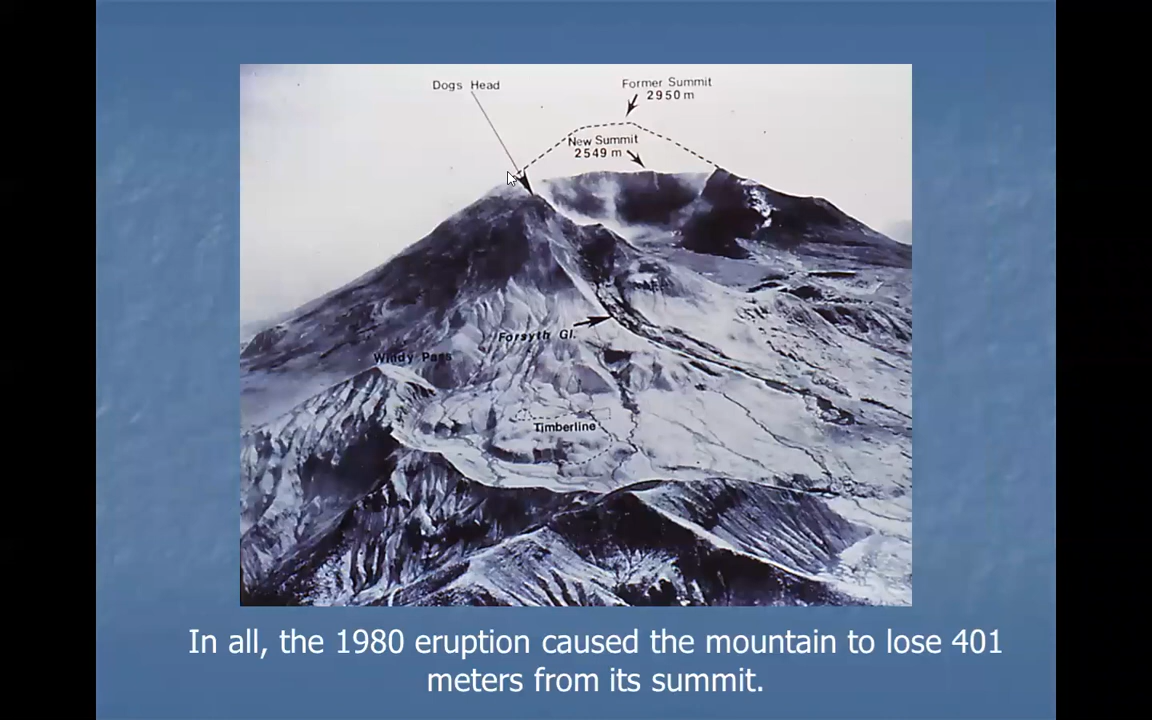 Dogs Head
Former Summit
2950 m
New Summit
2549 m
Forsyth Gl.
Windy Pass
Timberline
In all, the 1980 eruption caused the mountain to lose 401
meters from its summit.